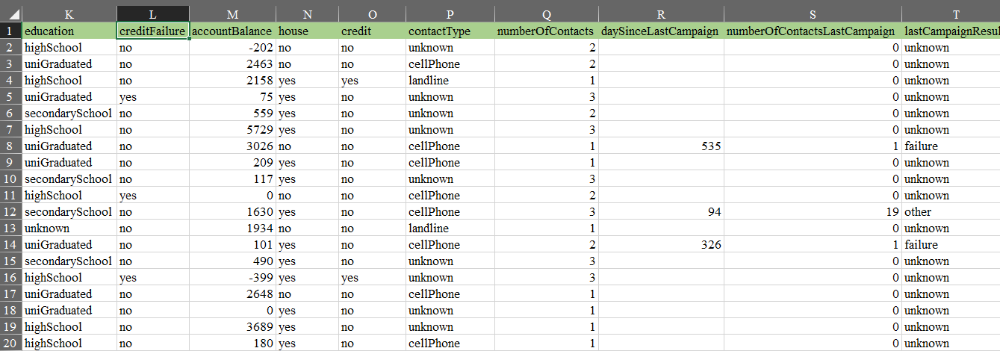 K L M N O P Q R S T
1 education creditFailure accountBalance house credit contactType numberOfContacts daySinceLastCampaign numberOfContactsLastCampaign
2 highSchool no -202 no no unknown 2 0 unknown
3 uniGraduated no 2463 no no cellPhone 2 0 unknown
4 highSchool no 2158 yes yes landline 1 0 unknown
5 uniGraduated yes 75 yes no unknown 3 0 unknown
6 secondarySchool no 559 yes no unknown 2 0 unknown
7 highSchool no 5729 yes no unknown 3 0 unknown
8 uniGraduated no 3026 no no cellPhone 1 535 1 failure
9 uniGraduated no 209 yes no cellPhone 1 0 unknown
10 secondarySchool no 117 yes no unknown 3 0 unknown
11 highSchool yes 0 no no cellPhone 2 0 unknown
12 secondarySchool no 1630 yes no cellPhone 3 94 19 other
13 unknown no 1934 no no landline 1 0 unknown
14 uniGraduated no 101 yes no cellPhone 2 326 1 failure
15 secondarySchool no 490 yes no unknown 3 0 unknown
16 highSchool yes -399 yes yes unknown 3 0 unknown
17 uniGraduated no 2648 no no cellPhone 1 0 unknown
18 uniGraduated no 0 yes no unknown 1 0 unknown
19 highSchool no 3689 yes no unknown 1 0 unknown
20 highSchool no 180 yes no cellPhone 1 0 unknown